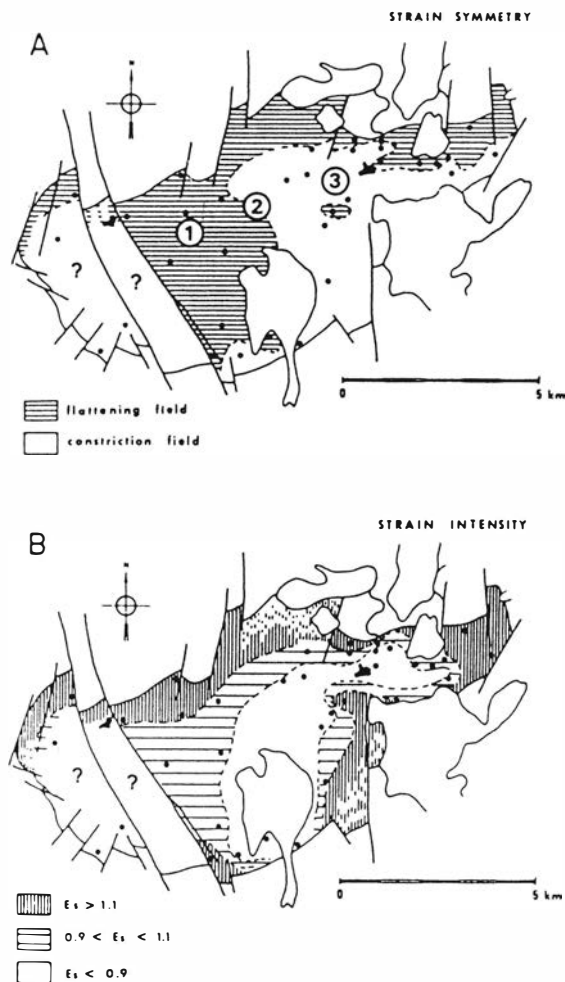 STRAIN SYMMETRY
A
N
1
2
3
?
?
0
5 km
flattening field
constriction field
STRAIN INTENSITY
B
N
?
?
0
5 km
Es > 1.1
0.9 < Es < 1.1
Es < 0.9